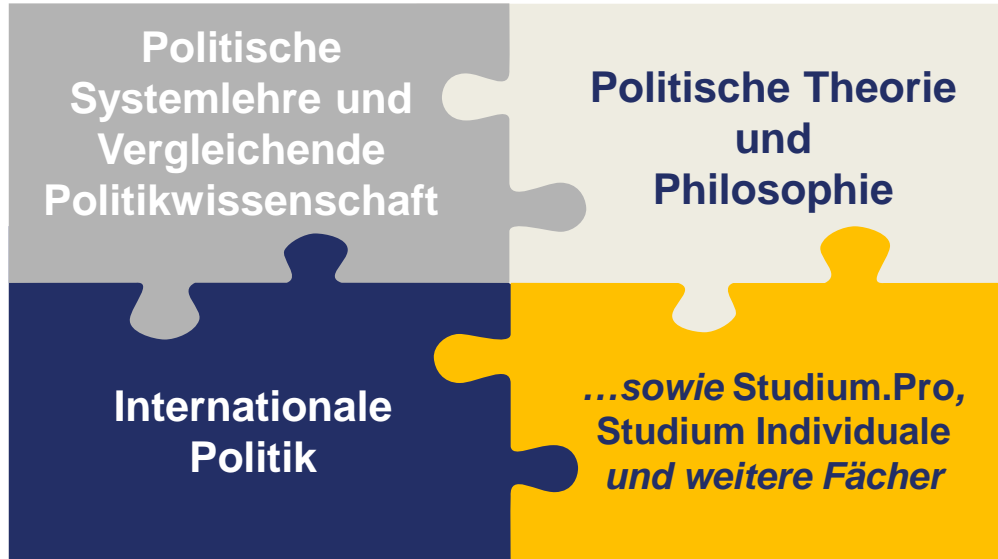 Politische
Systemlehre und
Vergleichende
Politikwissenschaft
Politische Theorie
und
Philosophie
Internationale
Politik
...sowie Studium.Pro,
Studium Individuale
und weitere Fächer